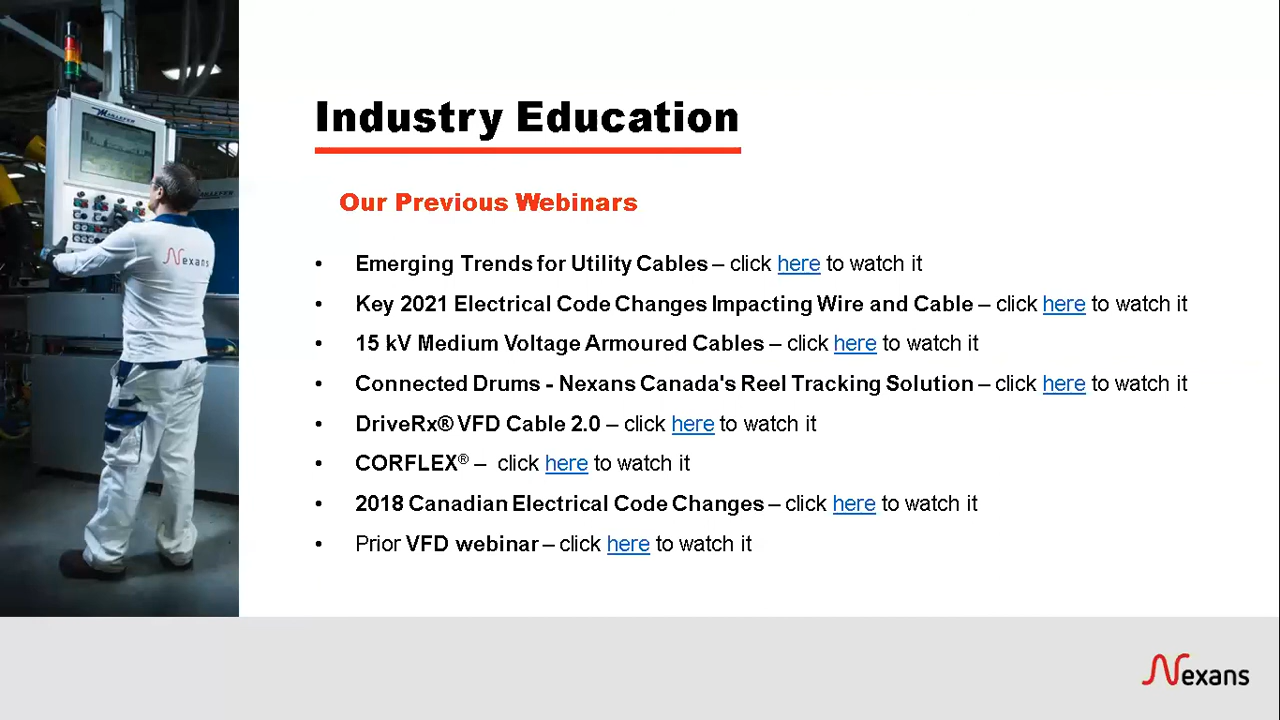 MAILLEFER
Nexans
Industry Education
Our Previous Webinars
• Emerging Trends for Utility Cables – click here to watch it
• Key 2021 Electrical Code Changes Impacting Wire and Cable – click here to watch it
• 15 kV Medium Voltage Armoured Cables – click here to watch it
• Connected Drums - Nexans Canada's Reel Tracking Solution – click here to watch it
• DriveRx® VFD Cable 2.0 – click here to watch it
• CORFLEX® – click here to watch it
• 2018 Canadian Electrical Code Changes – click here to watch it
• Prior VFD webinar – click here to watch it
Nexans